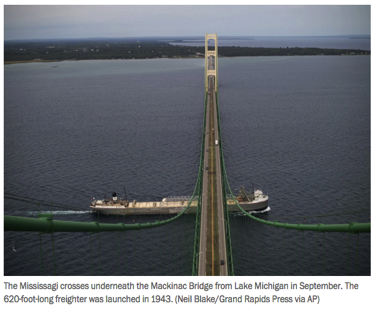 The Mississagi crosses underneath the Mackinac Bridge from Lake Michigan in September. The
620-foot-long freighter was launched in 1943. (Neil Blake/Grand Rapids Press via AP)